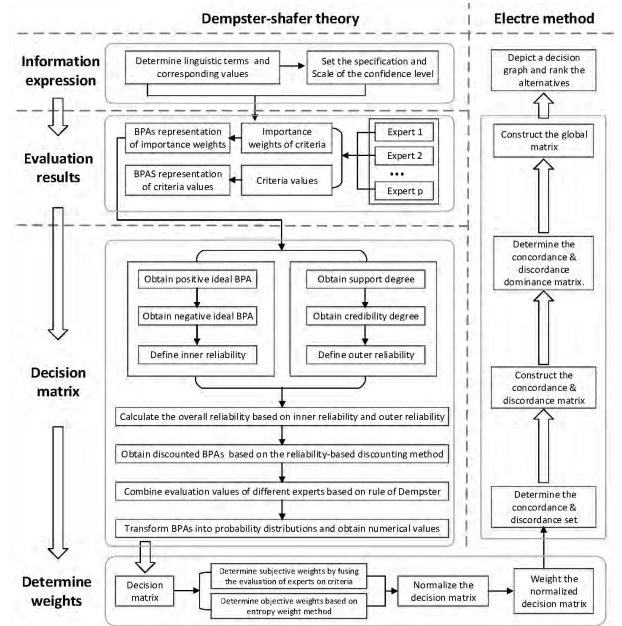 Dempster-shafer theory
Electre method
Information
expression
Determine linguistic terms and
corresponding values
Set the specification and
Scale of the confidence level
Depict a decision
graph and rank the
alternatives
Evaluation
results
BPAs representation
of importance weights
Importance
weights of criteria
BPAS representation
of criteria values
Criteria values
Expert 1
Expert 2
•••
Expert p
Construct the global
matrix
Decision
matrix
Obtain positive ideal BPA
Obtain negative ideal BPA
Define inner reliability
Obtain support degree
Obtain credibility degree
Define outer reliability
Calculate the overall reliability based on inner reliability and outer reliability
Obtain discounted BPAs based on the reliability-based discounting method
Combine evaluation values of different experts based on rule of Dempster
Transform BPAs into probability distributions and obtain numerical values
Determine the
concordance &
discordance
dominance matrix.
Construct the
concordance &
discordance matrix
Determine the
concordance &
discordance set
Determine
weights
Decision
matrix
Determine subjective weights by fusing
the evaluation of experts on criteria
Determine objective weights based on
entropy weight method
Normalize the
decision matrix
Weight the
normalized
decision matrix